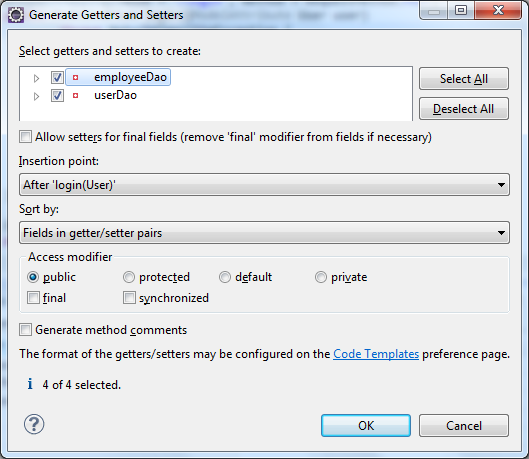 Generate Getters and Setters
Select getters and setters to create:
employeeDao
userDao
Select All
Deselect All
Allow setters for final fields (remove 'final' modifier from fields if necessary)
Insertion point:
After 'login(User)'
Sort by:
Fields in getter/setter pairs
Access modifier
public protected default private
final synchronized
Generate method comments
The format of the getters/setters may be configured on the Code Templates preference page.
i 4 of 4 selected.
? OK Cancel